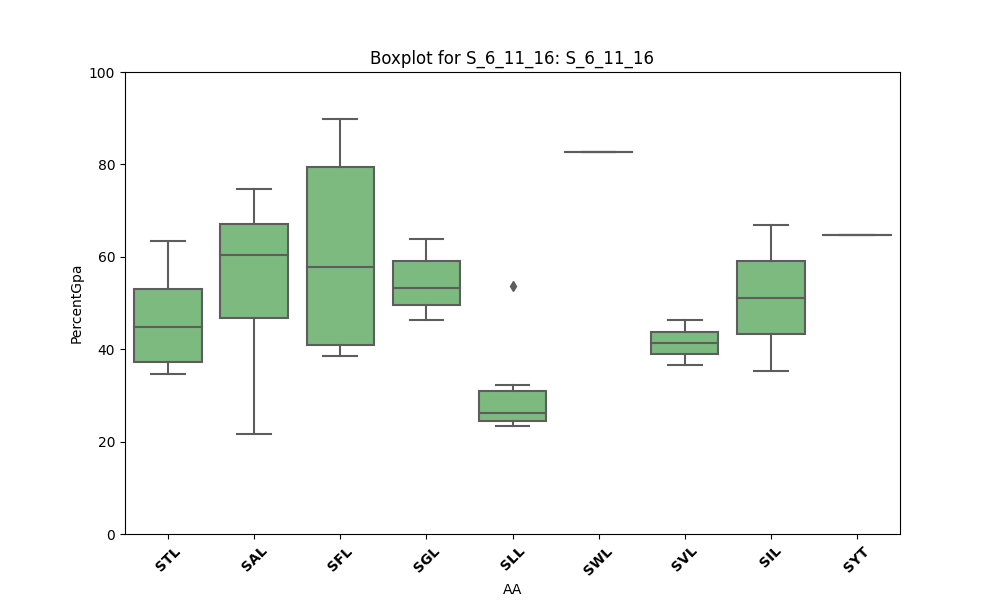 Boxplot for S_6_11_16: S_6_11_16
100
80
60
40
20
0
PercentGpa
STL SAL SFL SGL SLL SWL SVL SIL SYT
AA